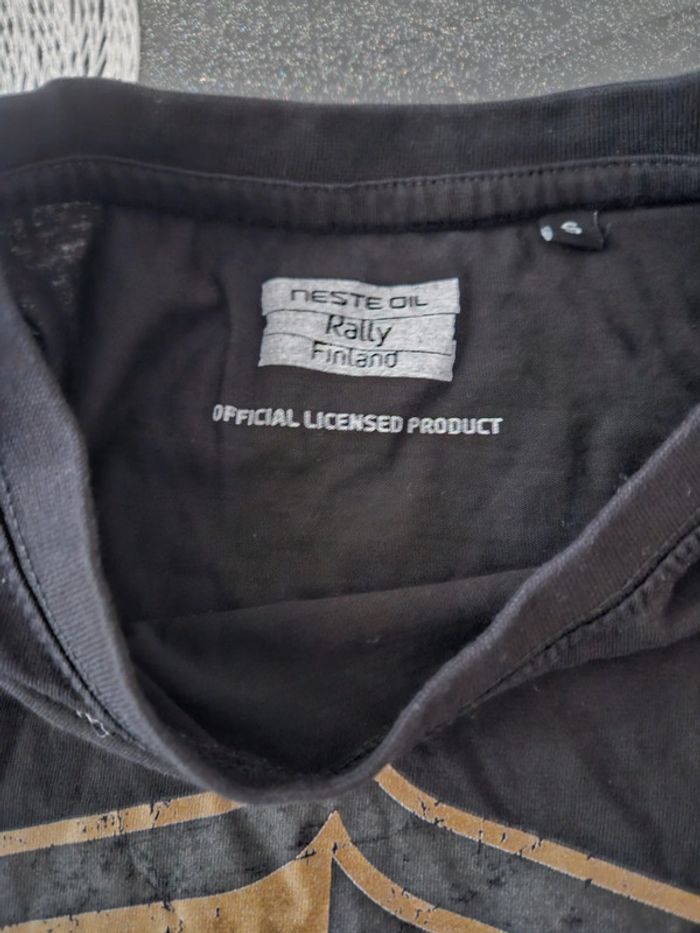 NESTE OIL
Rally
Finland
OFFICIAL LICENSED PRODUCT